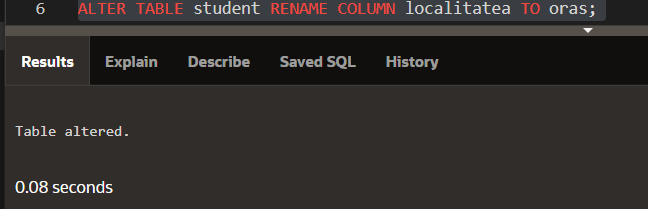 6 ALTER TABLE student RENAME COLUMN localitatea TO oras;
Results Explain Describe Saved SQL History
Table altered.
0.08 seconds